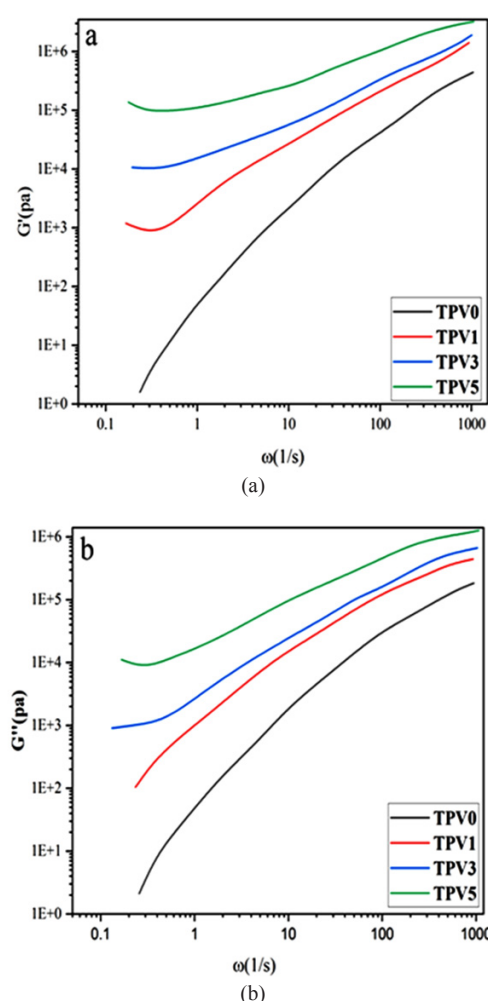 a
1E+6
1E+5
1E+4
1E+3
1E+2
1E+1
1E+0
G'(pa)
TPV0
TPV1
TPV3
TPV5
0.1 1 10 100 1000
ω(1/s)
(a)
b
1E+6
1E+5
1E+4
1E+3
1E+2
1E+1
1E+0
G''(pa)
TPV0
TPV1
TPV3
TPV5
0.1 1 10 100 1000
ω(1/s)
(b)